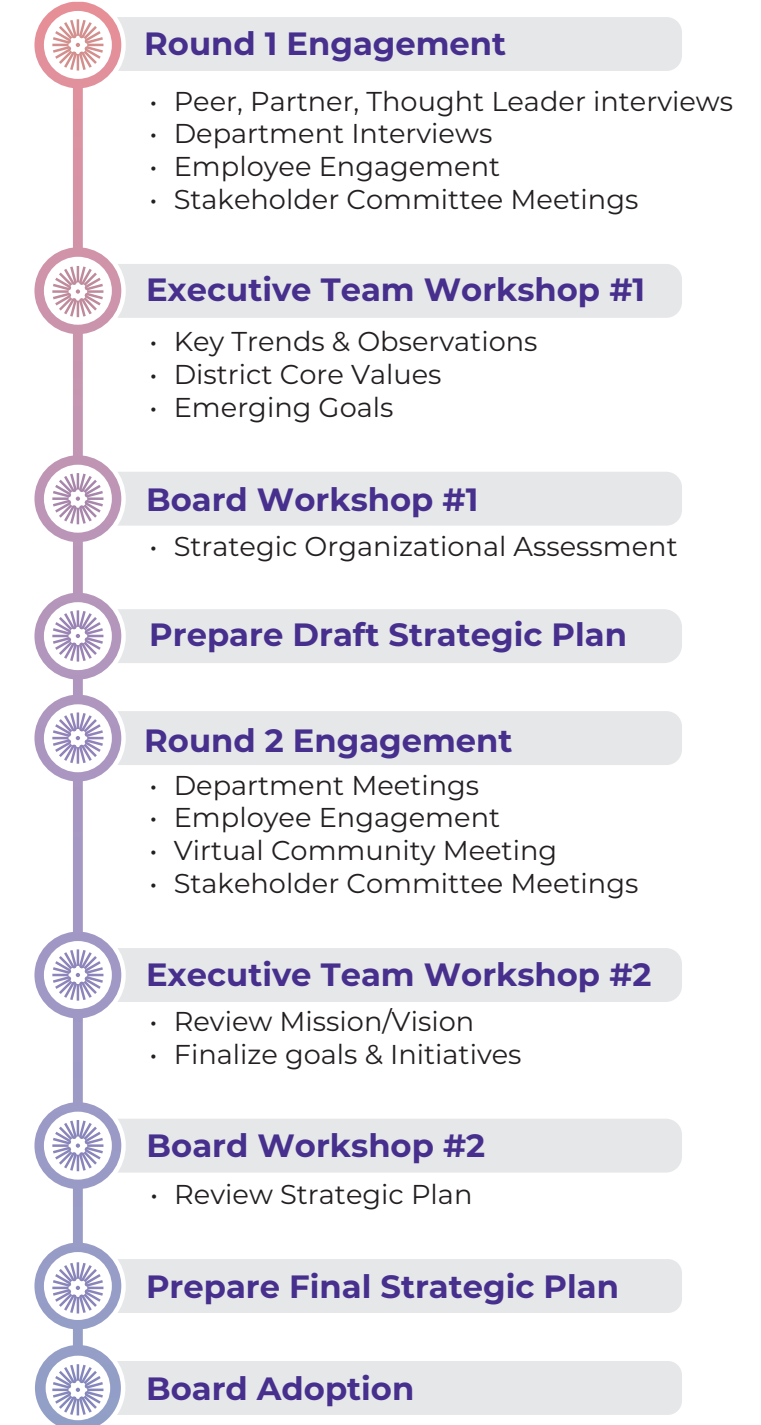 Round 1 Engagement
· Peer, Partner, Thought Leader interviews
· Department Interviews
· Employee Engagement
· Stakeholder Committee Meetings
Executive Team Workshop #1
· Key Trends & Observations
· District Core Values
· Emerging Goals
Board Workshop #1
· Strategic Organizational Assessment
Prepare Draft Strategic Plan
Round 2 Engagement
· Department Meetings
· Employee Engagement
· Virtual Community Meeting
· Stakeholder Committee Meetings
Executive Team Workshop #2
· Review Mission/Vision
· Finalize goals & Initiatives
Board Workshop #2
· Review Strategic Plan
Prepare Final Strategic Plan
Board Adoption